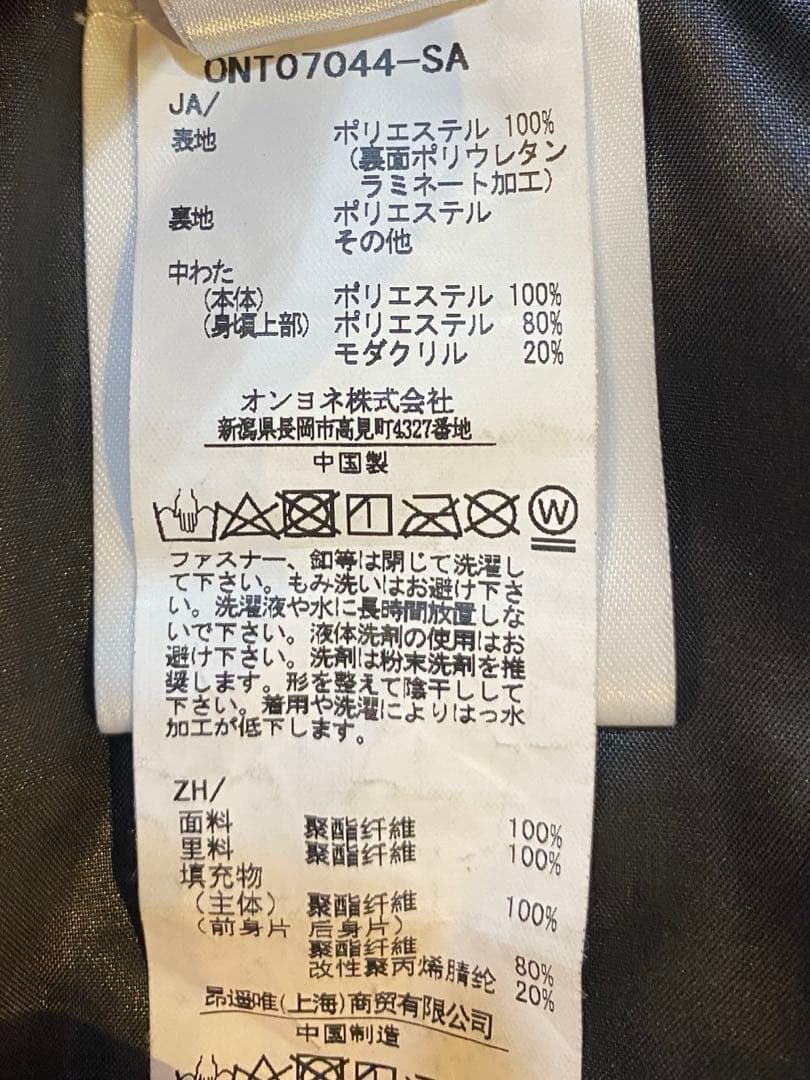 ONT07044-SA
JA/
表地 ポリエステル 100%
(裏面ポリウレタン
ラミネート加工)
裏地 ポリエステル
その他
中わた
(本体) ポリエステル 100%
(身頃上部) ポリエステル 80%
モダクリル 20%
オンヨネ株式会社
新潟県長岡市高見町4327番地
中国製
W
ファスナー、釦等は閉じて洗濯し
て下さい。もみ洗いはお避け下さ
い。洗濯液や水に長時間放置しな
いで下さい。液体洗剤の使用はお
避け下さい。洗剤は粉末洗剤を推
奨します。形を整えて陰干しして
下さい。着用や洗濯によりはっ水
加工が低下します。
ZH/
面料 聚酯纤維 100%
里料 聚酯纤維 100%
填充物
(主体) 聚酯纤維 100%
(前身片 后身片)
聚酯纤維 80%
改性聚丙烯腈纶 20%
(上海)商贸有限公司
中国制造